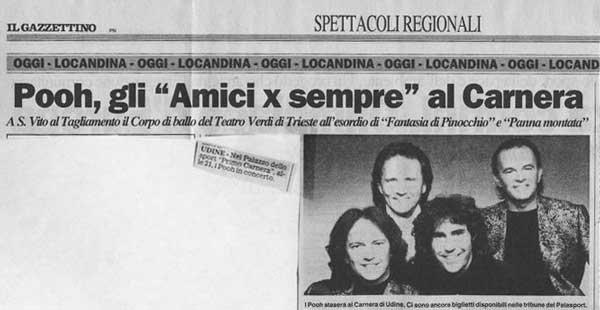 IL GAZZETTINO PN SPETTACOLI REGIONALI
OGGI - LOCANDINA - OGGI - LOCANDINA - OGGI - LOCANDINA - OGGI - LOCANDINA - OGGI - LOCAND
Pooh, gli “Amici x sempre” al Carnera
A S. Vito al Tagliamento il Corpo di ballo del Teatro Verdi di Trieste all'esordio di “Fantasia di Pinocchio” e “Panna montata”
UDINE - Nel Palazzo dello
sport "Primo Carnera", al-
le 21, i Pooh in concerto.
I Pooh stasera al Carnera di Udine. Ci sono ancora biglietti disponibili nelle tribune del Palasport.